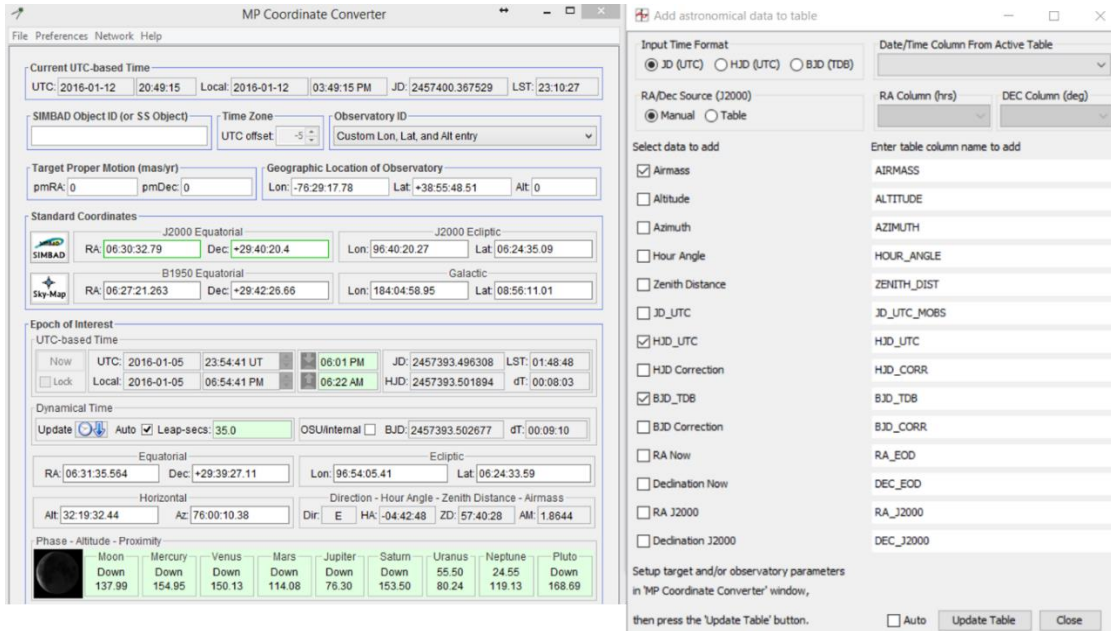 MP Coordinate Converter
File Preferences Network Help
Current UTC-based Time
UTC: 2016-01-12 20:49:15 Local: 2016-01-12 03:49:15 PM JD: 2457400.367529 LST: 23:10:27
SIMBAD Object ID (or SS Object) Time Zone Observatory ID
UTC offset: -5 Custom Lon, Lat, and Alt entry
Target Proper Motion (mas/yr) Geographic Location of Observatory
pmRA: 0 pmDec: 0 Lon: -76:29:17.78 Lat: +38:55:48.51 Alt: 0
Standard Coordinates
J2000 Equatorial J2000 Ecliptic
SIMBAD RA: 06:30:32.79 Dec: +29:40:20.4 Lon: 96:40:20.27 Lat: 06:24:35.09
B1950 Equatorial Galactic
Sky-Map RA: 06:27:21.263 Dec: +29:42:26.66 Lon: 184:04:58.95 Lat: 08:56:11.01
Epoch of Interest
UTC-based Time
Now UTC: 2016-01-05 23:54:41 UT 06:01 PM JD: 2457393.496308 LST: 01:48:48
Lock Local: 2016-01-05 06:54:41 PM 06:22 AM HJD: 2457393.501894 dT: 00:08:03
Dynamical Time
Update Auto Leap-secs: 35.0 OSU/internal BJD: 2457393.502677 dT: 00:09:10
Equatorial Ecliptic
RA: 06:31:35.564 Dec: +29:39:27.11 Lon: 96:54:05.41 Lat: 06:24:33.59
Horizontal Direction - Hour Angle - Zenith Distance - Airmass
Alt: 32:19:32.44 Az: 76:00:10.38 Dir: E HA: -04:42:48 ZD: 57:40:28 AM: 1.8644
Phase - Altitude - Proximity
Moon Mercury Venus Mars Jupiter Saturn Uranus Neptune Pluto
Down Down Down Down Down Down 55.50 24.55 Down
137.99 154.95 150.13 114.08 76.30 153.50 80.24 119.13 168.69
Add astronomical data to table
Input Time Format Date/Time Column From Active Table
JD (UTC) HJD (UTC) BJD (TDB)
RA/Dec Source (J2000) RA Column (hrs) DEC Column (deg)
Manual Table
Select data to add Enter table column name to add
Airmass AIRMASS
Altitude ALTITUDE
Azimuth AZIMUTH
Hour Angle HOUR_ANGLE
Zenith Distance ZENITH_DIST
JD_UTC JD_UTC_MOBS
HJD_UTC HJD_UTC
HJD Correction HJD_CORR
BJD_TDB BJD_TDB
BJD Correction BJD_CORR
RA Now RA_EOD
Declination Now DEC_EOD
RA J2000 RA_J2000
Declination J2000 DEC_J2000
Setup target and/or observatory parameters
in 'MP Coordinate Converter' window,
then press the 'Update Table' button. Auto Update Table Close